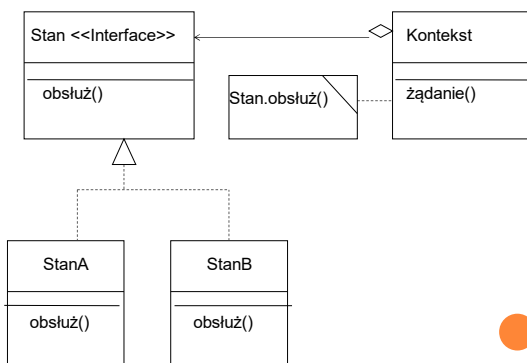 Stan <<Interface>>
obsłuż()
Kontekst
żądanie()
Stan.obsłuż()
StanA
obsłuż()
StanB
obsłuż()